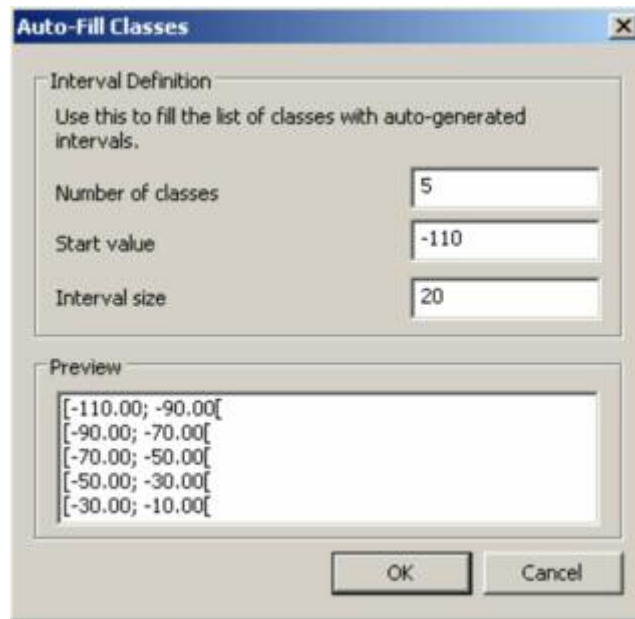 Auto-Fill Classes
Interval Definition
Use this to fill the list of classes with auto-generated
intervals.
Number of classes 5
Start value -110
Interval size 20
Preview
[-110.00; -90.00[
[-90.00; -70.00[
[-70.00; -50.00[
[-50.00; -30.00[
[-30.00; -10.00[
OK Cancel